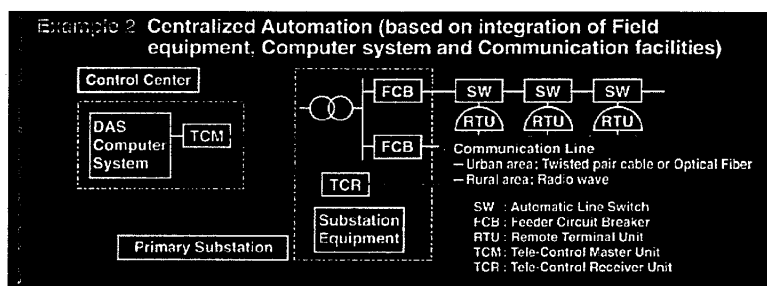 Example 2 Centralized Automation (based on integration of Field
equipment, Computer system and Communication facilities)
Control Center
DAS
Computer
System
TCM
FCB
SW
SW
SW
RTU
RTU
RTU
FCB
TCR
Substation
Equipment
Primary Substation
Communication Line
– Urban area; Twisted pair cable or Optical Fiber
– Rural area; Radio wave
SW : Automatic Line Switch
FCB : Feeder Circuit Breaker
RTU : Remote Terminal Unit
TCM : Tele-Control Master Unit
TCR : Tele-Control Receiver Unit